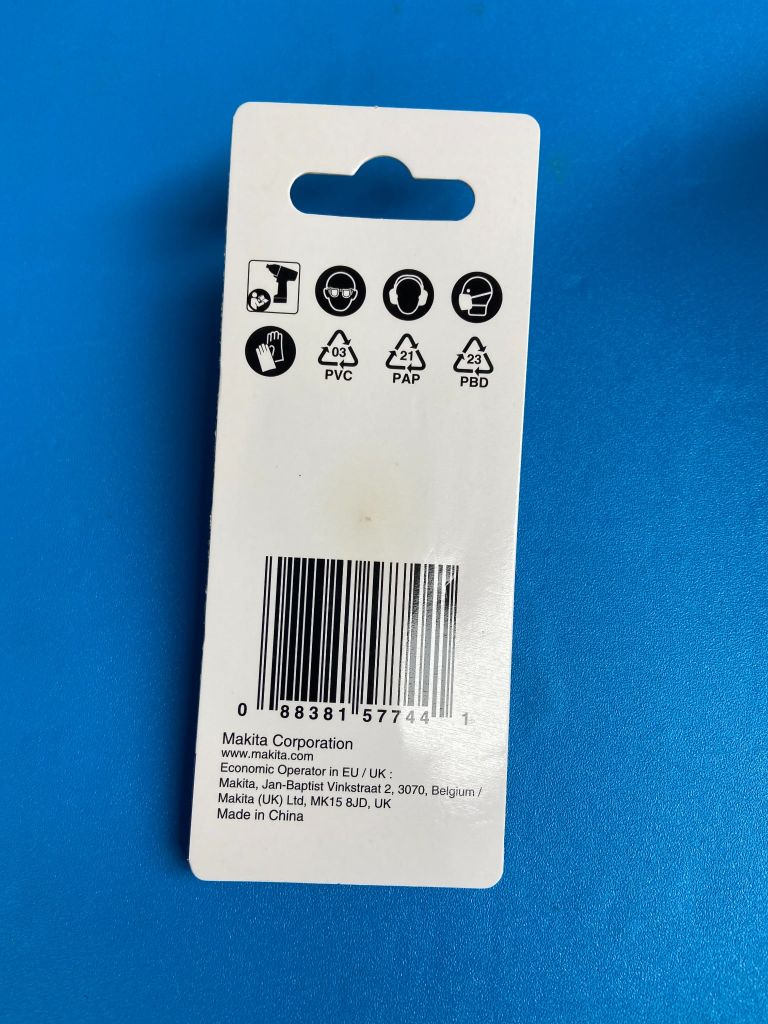 03 21 23
PVC PAP PBD
0 88381 57744 1
Makita Corporation
www.makita.com
Economic Operator in EU / UK :
Makita, Jan-Baptist Vinkstraat 2, 3070, Belgium /
Makita (UK) Ltd, MK15 8JD, UK
Made in China